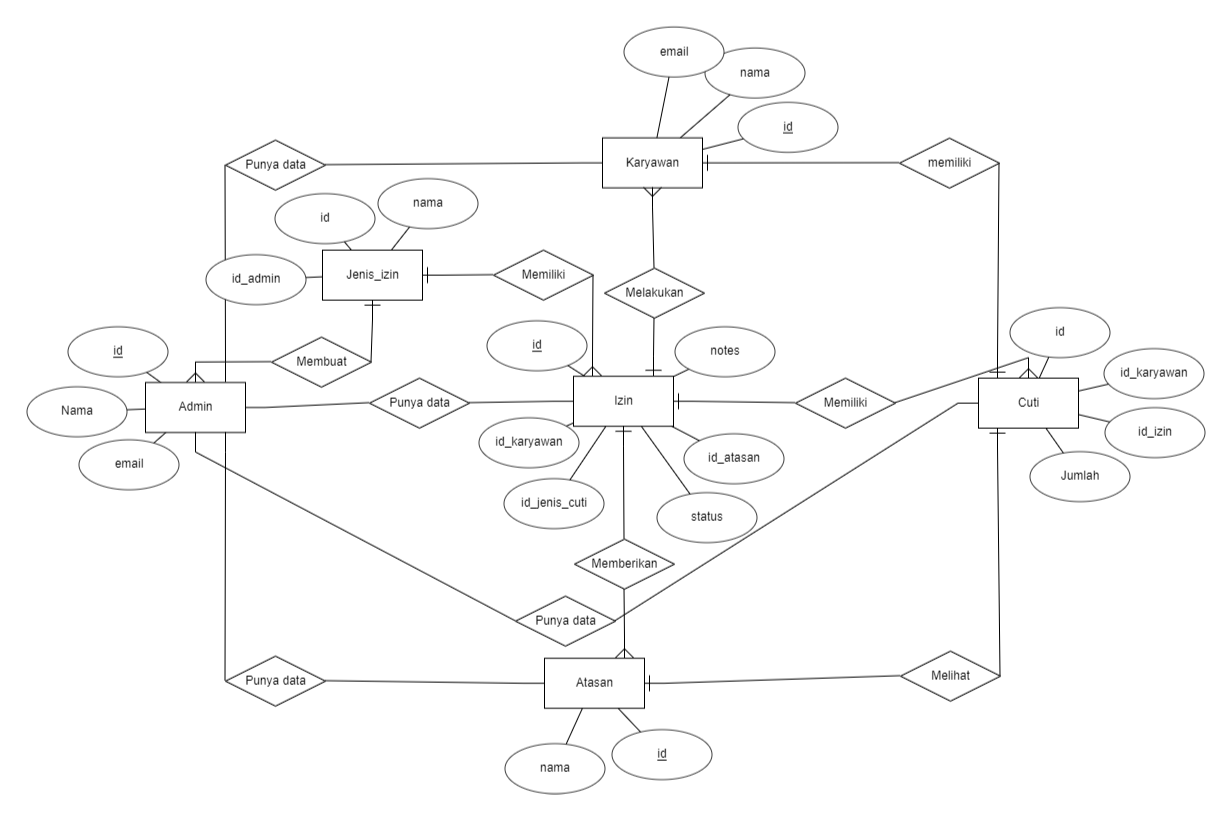 email
nama
id
Karyawan
Punya data
memiliki
id
nama
id_admin
Jenis_izin
Memiliki
Melakukan
id
Membuat
id
notes
id
id_karyawan
Nama
Admin
Punya data
Izin
Memiliki
Cuti
id_izin
email
id_karyawan
id_atasan
Jumlah
id_jenis_cuti
status
Memberikan
Punya data
Punya data
Atasan
Melihat
nama
id